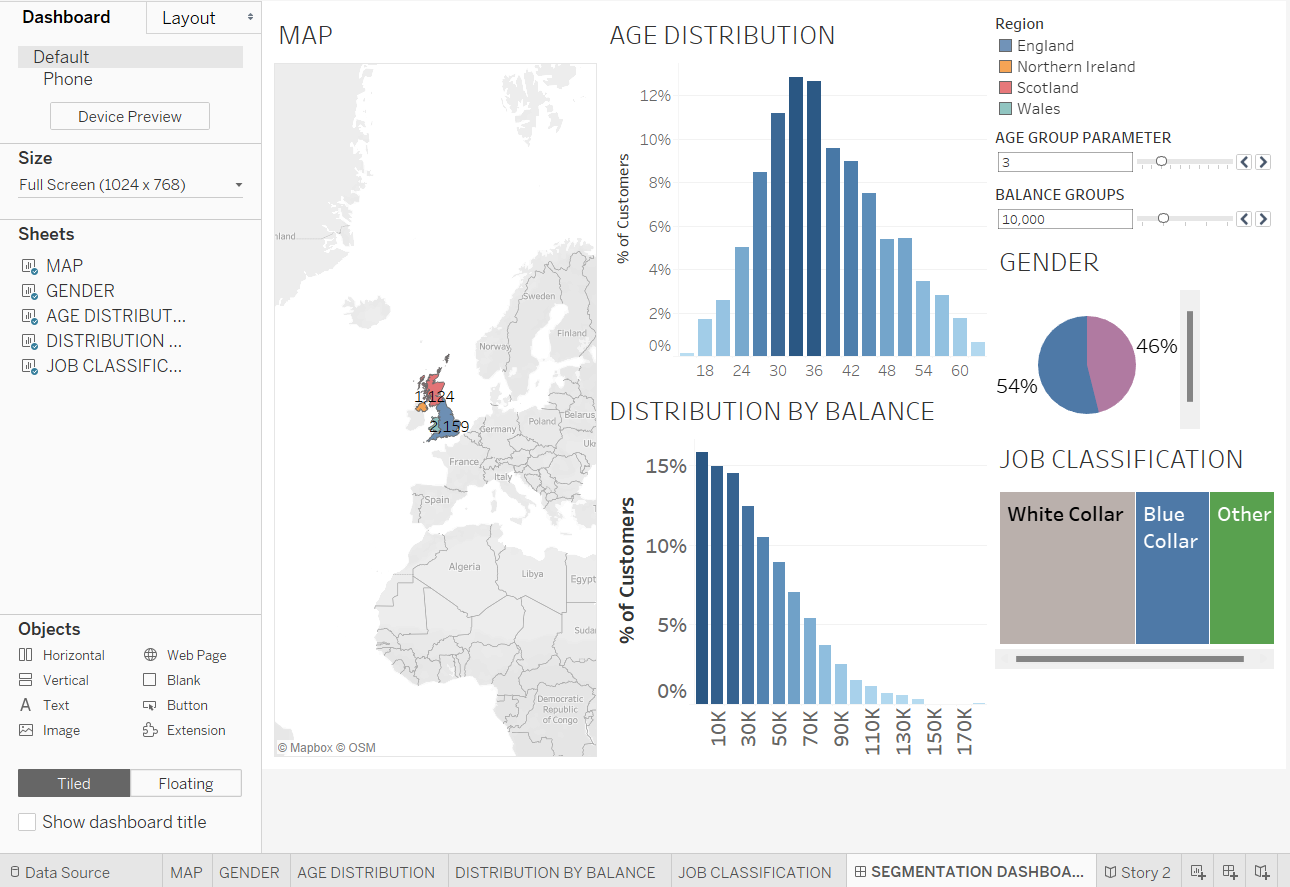 Dashboard
Layout
Default
Phone
Device Preview
Size
Full Screen (1024 x 768)
Sheets
MAP
GENDER
AGE DISTRIBUT...
DISTRIBUTION ...
JOB CLASSIFIC...
Objects
Horizontal
Web Page
Vertical
Blank
Text
Button
Image
Extension
Tiled
Floating
Show dashboard title
MAP
Sweden
Finland
Norway
1,124
2,159
Belarus
Poland
Germany
Ukr
France
Italy
Spain
Algeria
Libya
Egypt
Sudan
Democratic
Republic
of Congo
© Mapbox © OSM
AGE DISTRIBUTION
% of Customers
12%
10%
8%
6%
4%
2%
0%
18 24 30 36 42 48 54 60
DISTRIBUTION BY BALANCE
% of Customers
15%
10%
5%
0%
10K 30K 50K 70K 90K 110K 130K 150K 170K
Region
England
Northern Ireland
Scotland
Wales
AGE GROUP PARAMETER
3
BALANCE GROUPS
10,000
GENDER
46%
54%
JOB CLASSIFICATION
White Collar
Blue
Collar
Other
Data Source
MAP
GENDER
AGE DISTRIBUTION
DISTRIBUTION BY BALANCE
JOB CLASSIFICATION
SEGMENTATION DASHBOA...
Story 2